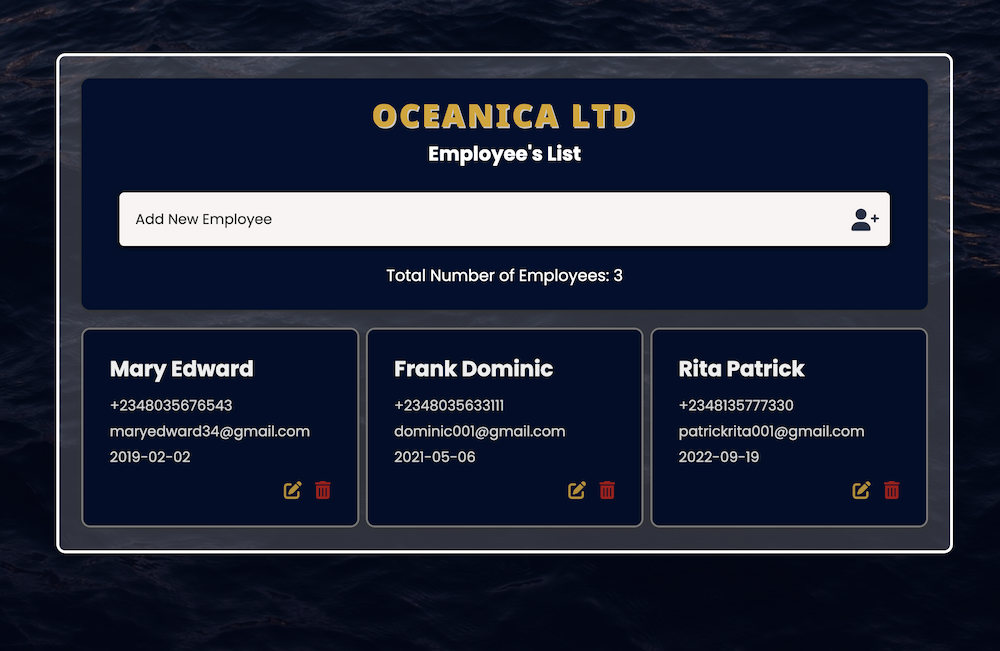 OCEANICA LTD
Employee's List
Add New Employee
Total Number of Employees: 3
Mary Edward
+2348035676543
maryedward34@gmail.com
2019-02-02
Frank Dominic
+2348035633111
dominic001@gmail.com
2021-05-06
Rita Patrick
+2348135777330
patrickrita001@gmail.com
2022-09-19